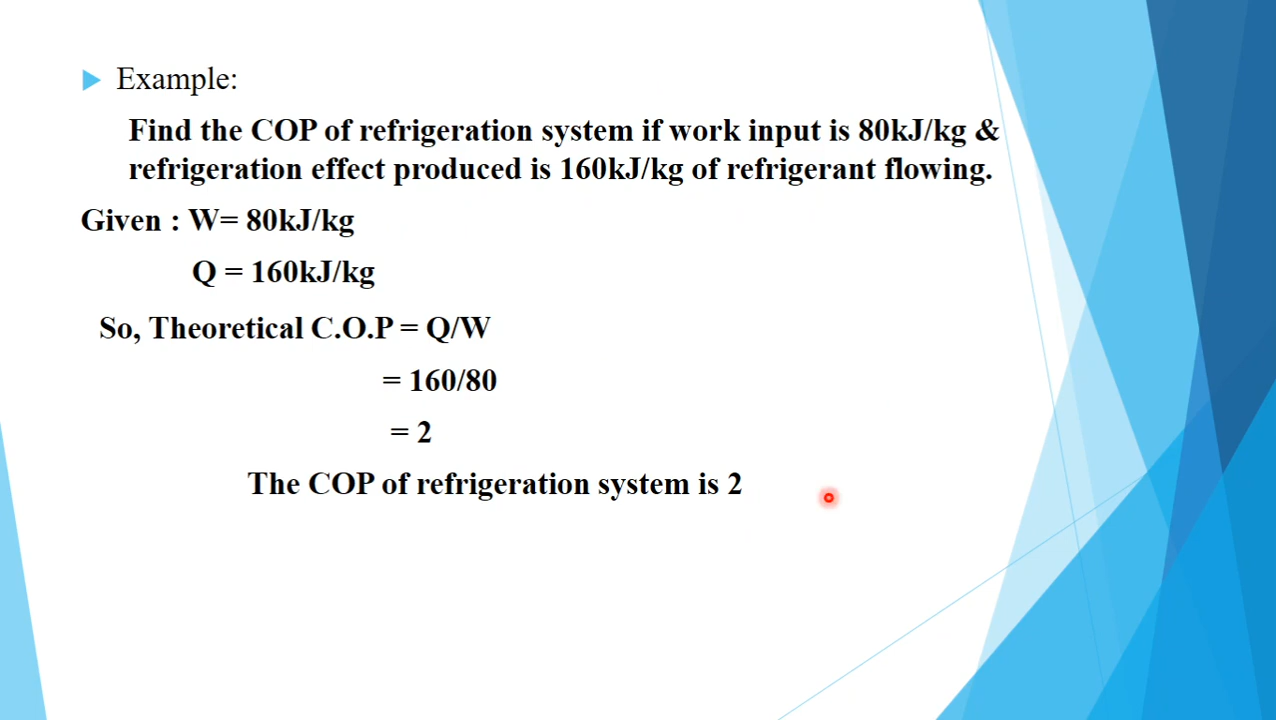 Example:
Find the COP of refrigeration system if work input is 80kJ/kg &
refrigeration effect produced is 160kJ/kg of refrigerant flowing.
Given : W= 80kJ/kg
Q = 160kJ/kg
So, Theoretical C.O.P = Q/W
= 160/80
= 2
The COP of refrigeration system is 2